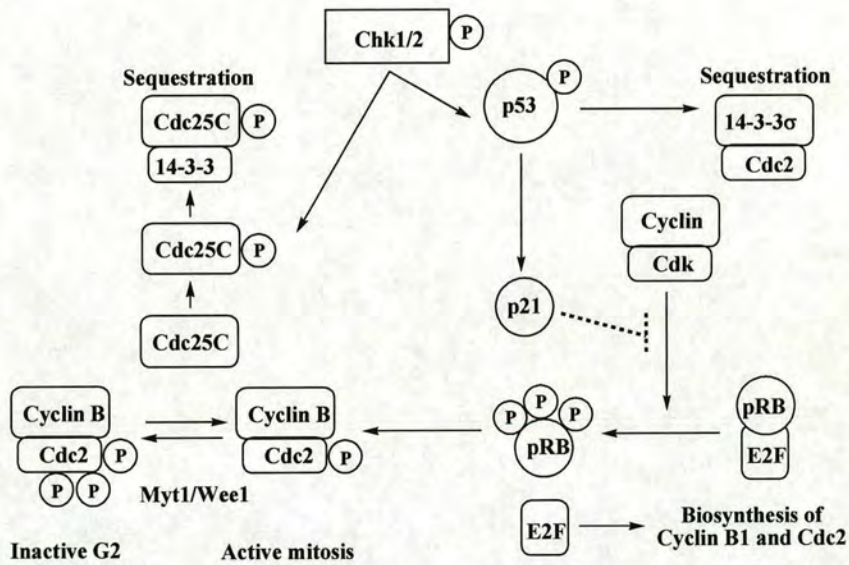 Chk1/2
P
Sequestration
Cdc25C
P
14-3-3
p53
P
Sequestration
14-3-3σ
Cdc2
Cdc25C
P
Cyclin
Cdk
p21
Cdc25C
Cyclin B
Cdc2
P
P
P
Myt1/Wee1
Cyclin B
Cdc2
P
P
P
P
pRB
pRB
E2F
E2F
Biosynthesis of
Cyclin B1 and Cdc2
Inactive G2
Active mitosis